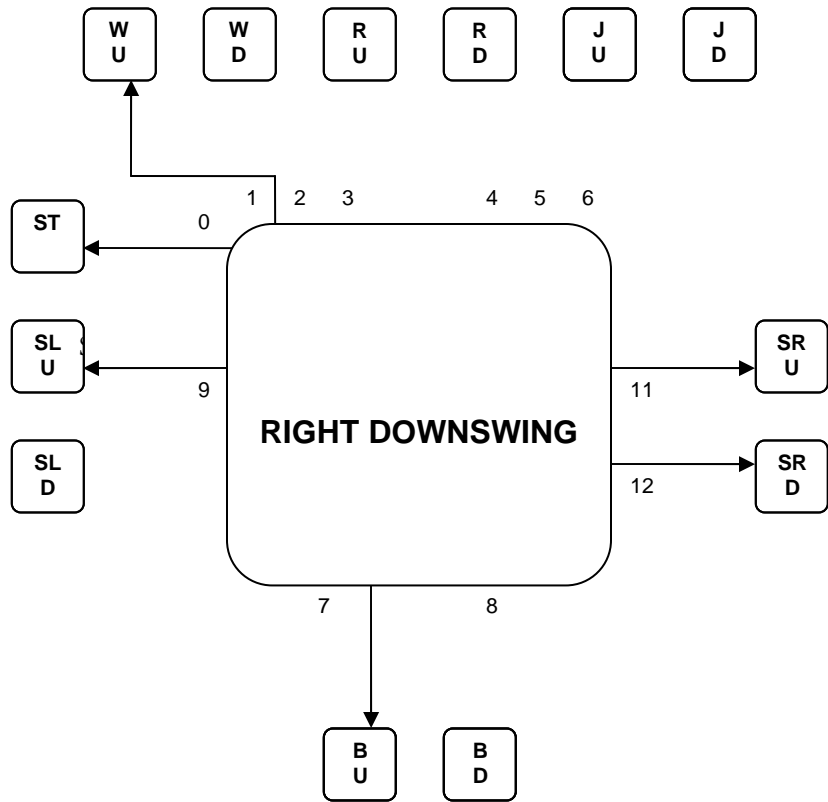 W W R R J J
U D U D U D
1 2 3 4 5 6
ST 0
SL SR
U U
9 11
RIGHT DOWNSWING
SL SR
D D
12
7 8
B B
U D